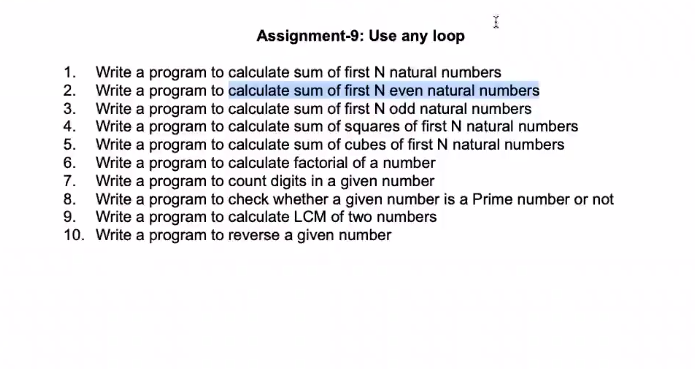 Assignment-9: Use any loop
1. Write a program to calculate sum of first N natural numbers
2. Write a program to calculate sum of first N even natural numbers
3. Write a program to calculate sum of first N odd natural numbers
4. Write a program to calculate sum of squares of first N natural numbers
5. Write a program to calculate sum of cubes of first N natural numbers
6. Write a program to calculate factorial of a number
7. Write a program to count digits in a given number
8. Write a program to check whether a given number is a Prime number or not
9. Write a program to calculate LCM of two numbers
10. Write a program to reverse a given number